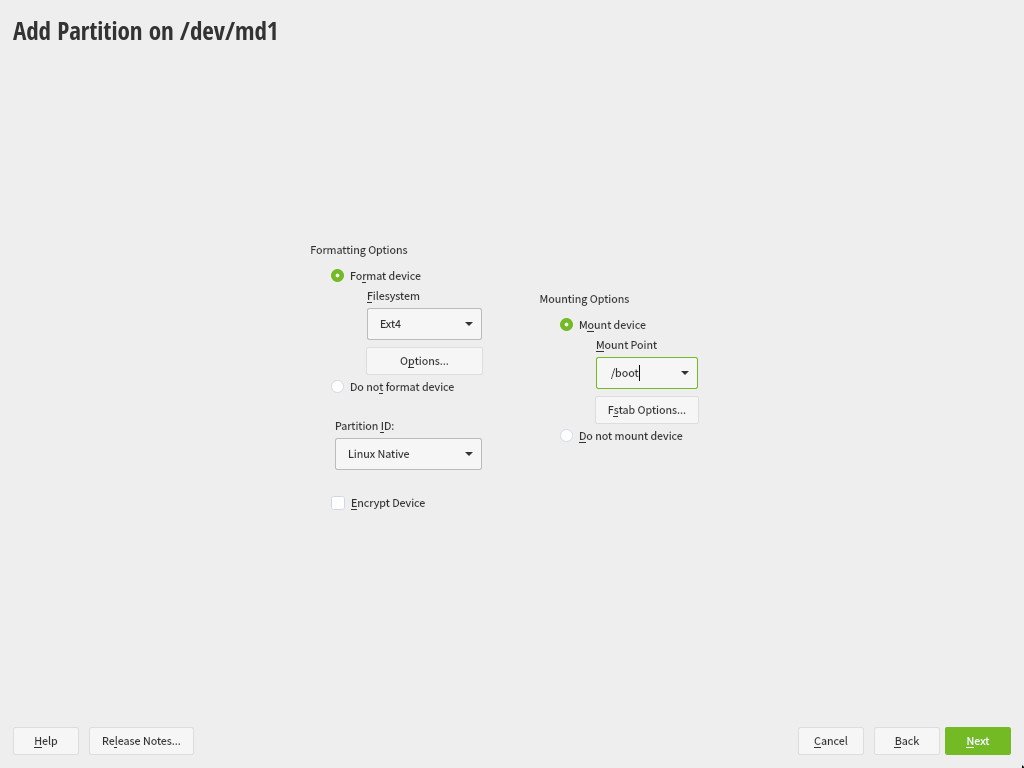 Add Partition on /dev/md1
Formatting Options
Format device
Filesystem
Ext4
Options...
Do not format device
Partition ID:
Linux Native
Encrypt Device
Mounting Options
Mount device
Mount Point
/boot
Fstab Options...
Do not mount device
Help
Release Notes...
Cancel
Back
Next